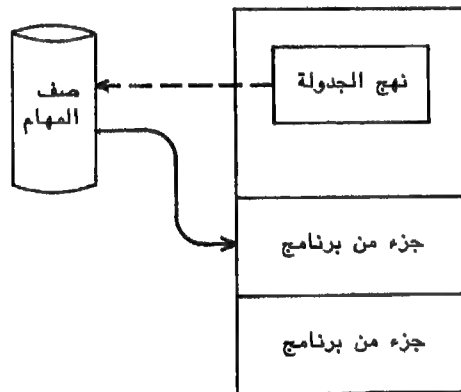 نهج الجدولة
صف
المهام
جزء من برنامج
جزء من برنامج